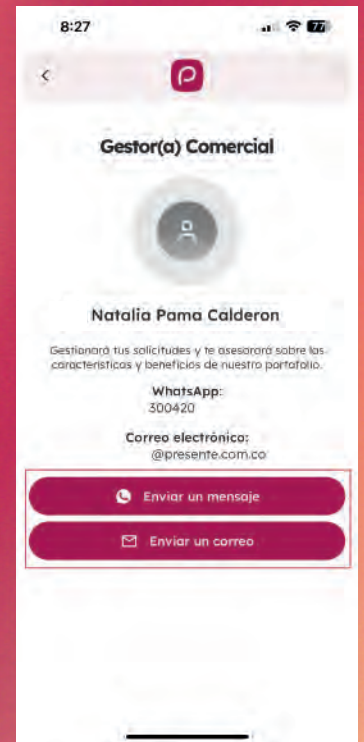 8:27
77
Gestor(a) Comercial
Natalia Pama Calderon
Gestionará tus solicitudes y te asesorará sobre las
características y beneficios de nuestro portafolio.
WhatsApp:
300420
Correo electrónico:
@presente.com.co
Enviar un mensaje
Enviar un correo